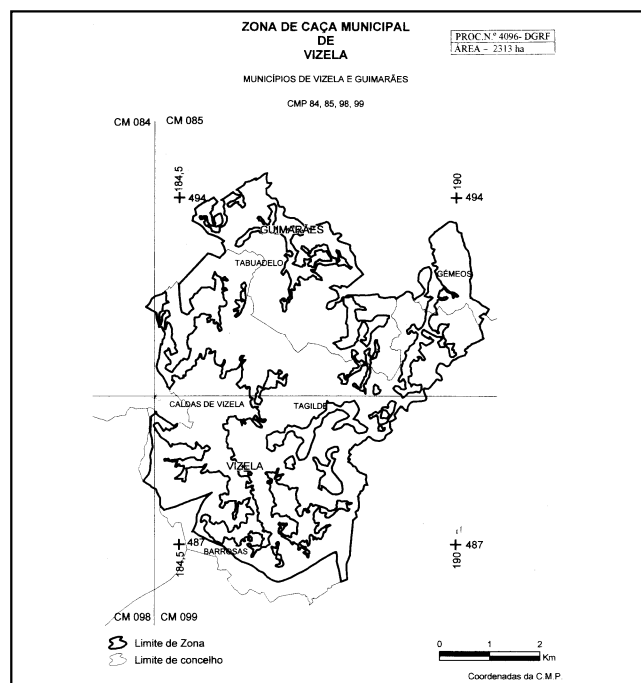 ZONA DE CAÇA MUNICIPAL
DE
VIZELA
PROC.N.º 4096- DGRF
ÁREA – 2313 ha
MUNICÍPIOS DE VIZELA E GUIMARÃES
CMP 84, 85, 98, 99
CM 084
CM 085
184,5
494
190
494
GUIMARÃES
TABUADELO
GÉMEOS
CALDAS DE VIZELA
TAGILDE
VIZELA
BARROSAS
184,5
487
190
487
CM 098
CM 099
Limite de Zona
Limite de concelho
0 1 2
Km
Coordenadas da C.M.P.